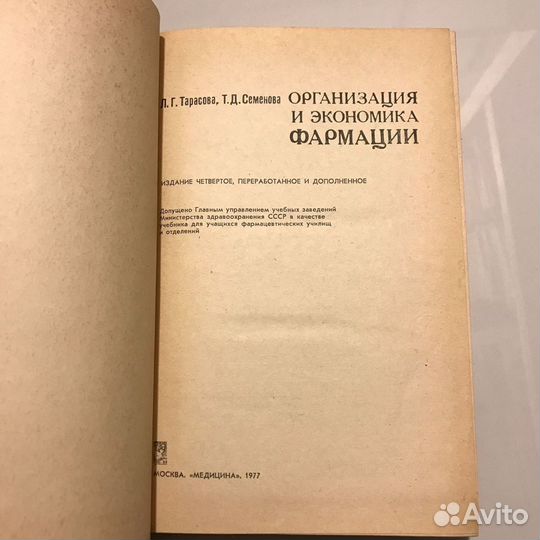 Л. Г. Тарасова, Т. Д. Семенова ОРГАНИЗАЦИЯ
И ЭКОНОМИКА
ФАРМАЦИИ
ИЗДАНИЕ ЧЕТВЕРТОЕ, ПЕРЕРАБОТАННОЕ И ДОПОЛНЕННОЕ
Допущено Главным управлением учебных заведений
Министерства здравоохранения СССР в качестве
учебника для учащихся фармацевтических училищ
и отделений
МОСКВА. «МЕДИЦИНА», 1977
Avito